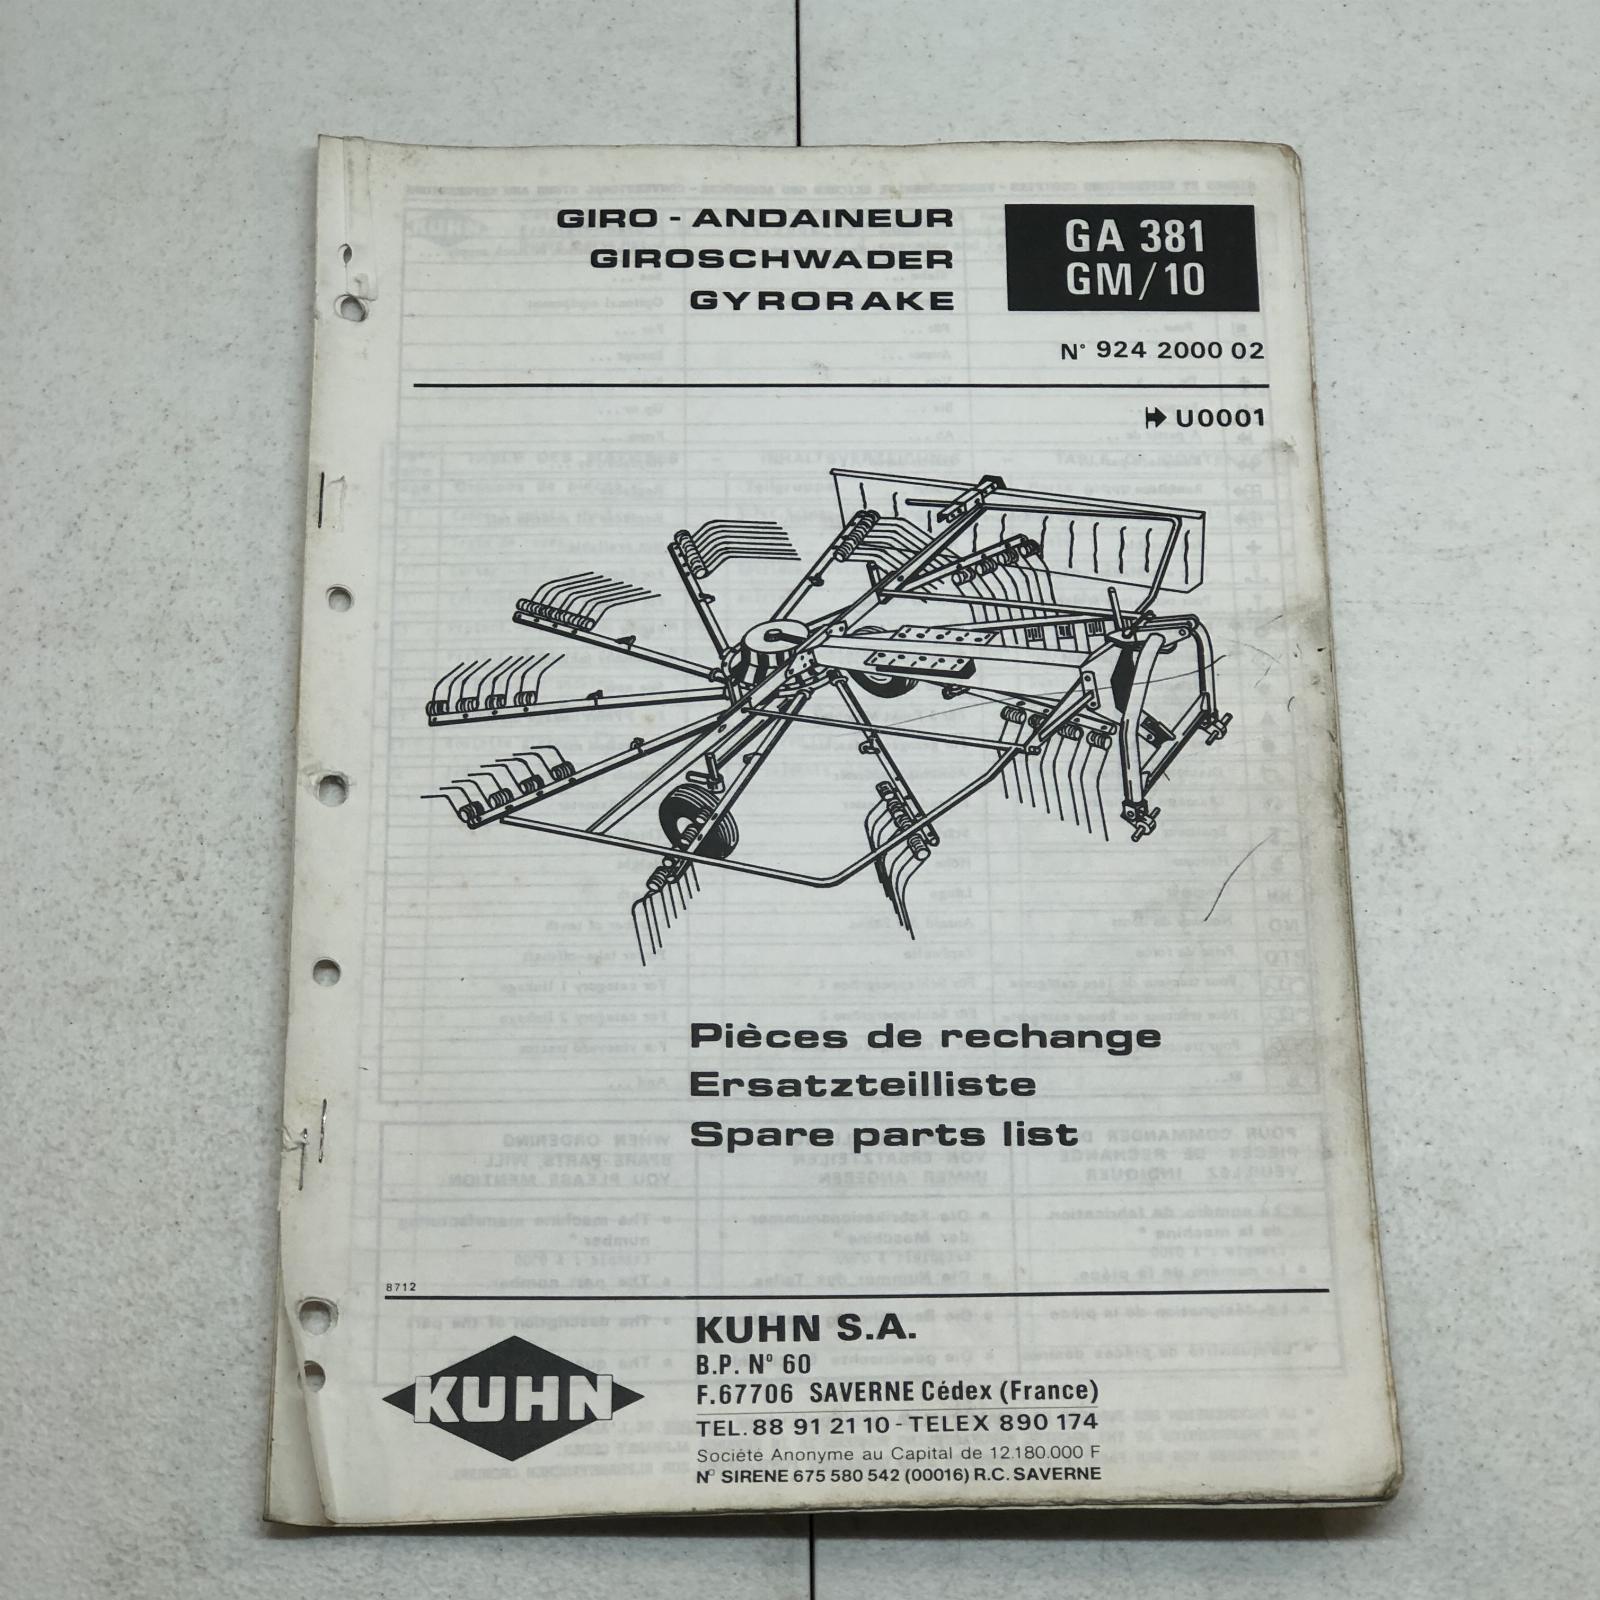 GIRO - ANDAINEUR
GIROSCHWADER
GYRORAKE
GA 381
GM/10
N° 924 2000 02
U0001
Pièces de rechange
Ersatzteilliste
Spare parts list
8712
KUHN
KUHN S.A.
B.P. Nº 60
F.67706 SAVERNE Cédex (France)
TEL. 88 91 21 10 - TELEX 890 174
Société Anonyme au Capital de 12.180.000 F
Nº SIRENE 675 580 542 (00016) R.C. SAVERNE